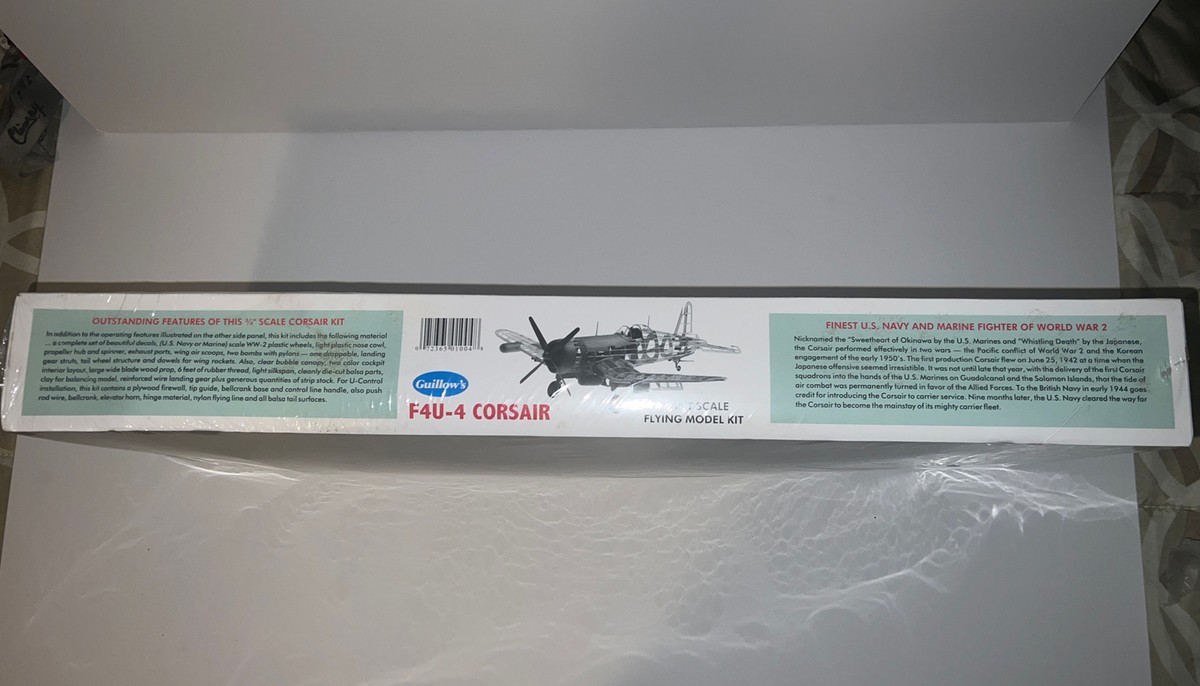 OUTSTANDING FEATURES OF THIS ¾" SCALE CORSAIR KIT
In addition to the operating features illustrated on the other side panel, this kit includes the following material
... a complete set of beautiful decals, (U.S. Navy or Marine) scale WW-2 plastic wheels, light plastic nose cowl,
propeller hub and spinner, exhaust ports, wing air scoops, two bombs with pylons — one droppable, landing
gear struts, tail wheel structure and dowels for wing rockets. Also, clear bubble canopy, two color cockpit
interior layout, large wide blade wood prop, 6 feet of rubber thread, light silkspan, cleanly die-cut balsa parts,
clay for balancing model, reinforced wire landing gear plus generous quantities of strip stock. For U-Control
installation, this kit contains a plywood firewall, tip guide, bellcrank base and control line handle, also push
rod wire, bellcrank, elevator horn, hinge material, nylon flying line and all balsa tail surfaces.
0 72365 01004
Guillow's
F4U-4 CORSAIR
SCALE
FLYING MODEL KIT
FINEST U.S. NAVY AND MARINE FIGHTER OF WORLD WAR 2
Nicknamed the "Sweetheart of Okinawa by the U.S. Marines and "Whistling Death" by the Japanese,
the Corsair performed effectively in two wars — the Pacific conflict of World War 2 and the Korean
engagement of the early 1950's. The first production Corsair flew on June 25, 1942 at a time when the
Japanese offensive seemed irresistible. It was not until late that year, with the delivery of the first Corsair
squadrons into the hands of the U.S. Marines on Guadalcanal and the Solomon Islands, that the tide of
air combat was permanently turned in favor of the Allied Forces. To the British Navy in early 1944 goes
credit for introducing the Corsair to carrier service. Nine months later, the U.S. Navy cleared the way for
the Corsair to become the mainstay of its mighty carrier fleet.